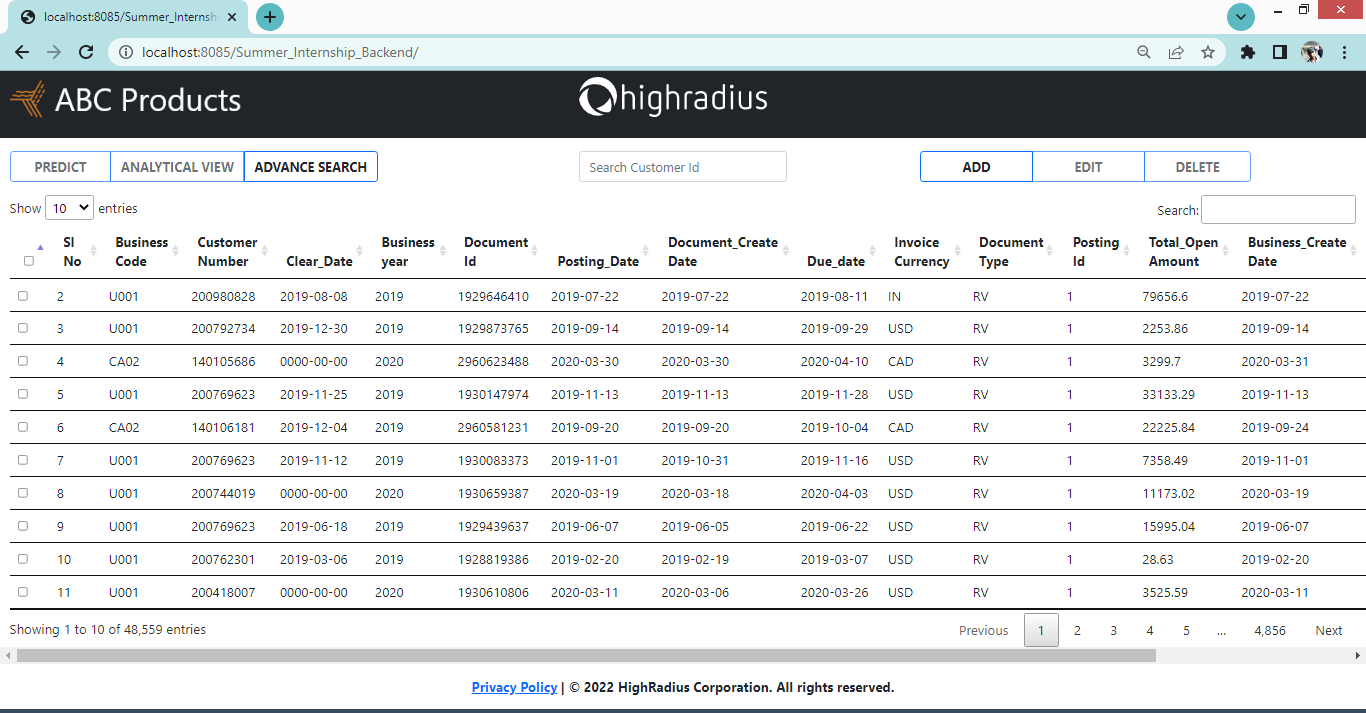 localhost:8085/Summer_Internsh
localhost:8085/Summer_Internship_Backend/
ABC Products
highradius
PREDICT ANALYTICAL VIEW ADVANCE SEARCH Search Customer Id ADD EDIT DELETE
Show 10 entries Search:
Sl No Business Code Customer Number Clear_Date Business year Document Id Posting_Date Document_Create Date Due_date Invoice Currency Document Type Posting Id Total_Open Amount Business_Create Date
2 U001 200980828 2019-08-08 2019 1929646410 2019-07-22 2019-07-22 2019-08-11 IN RV 1 79656.6 2019-07-22
3 U001 200792734 2019-12-30 2019 1929873765 2019-09-14 2019-09-14 2019-09-29 USD RV 1 2253.86 2019-09-14
4 CA02 140105686 0000-00-00 2020 2960623488 2020-03-30 2020-03-30 2020-04-10 CAD RV 1 3299.7 2020-03-31
5 U001 200769623 2019-11-25 2019 1930147974 2019-11-13 2019-11-13 2019-11-28 USD RV 1 33133.29 2019-11-13
6 CA02 140106181 2019-12-04 2019 2960581231 2019-09-20 2019-09-20 2019-10-04 CAD RV 1 22225.84 2019-09-24
7 U001 200769623 2019-11-12 2019 1930083373 2019-11-01 2019-10-31 2019-11-16 USD RV 1 7358.49 2019-11-01
8 U001 200744019 0000-00-00 2020 1930659387 2020-03-19 2020-03-18 2020-04-03 USD RV 1 11173.02 2020-03-19
9 U001 200769623 2019-06-18 2019 1929439637 2019-06-07 2019-06-05 2019-06-22 USD RV 1 15995.04 2019-06-07
10 U001 200762301 2019-03-06 2019 1928819386 2019-02-20 2019-02-19 2019-03-07 USD RV 1 28.63 2019-02-20
11 U001 200418007 0000-00-00 2020 1930610806 2020-03-11 2020-03-06 2020-03-26 USD RV 1 3525.59 2020-03-11
Showing 1 to 10 of 48,559 entries Previous 1 2 3 4 5 ... 4,856 Next
Privacy Policy | © 2022 HighRadius Corporation. All rights reserved.